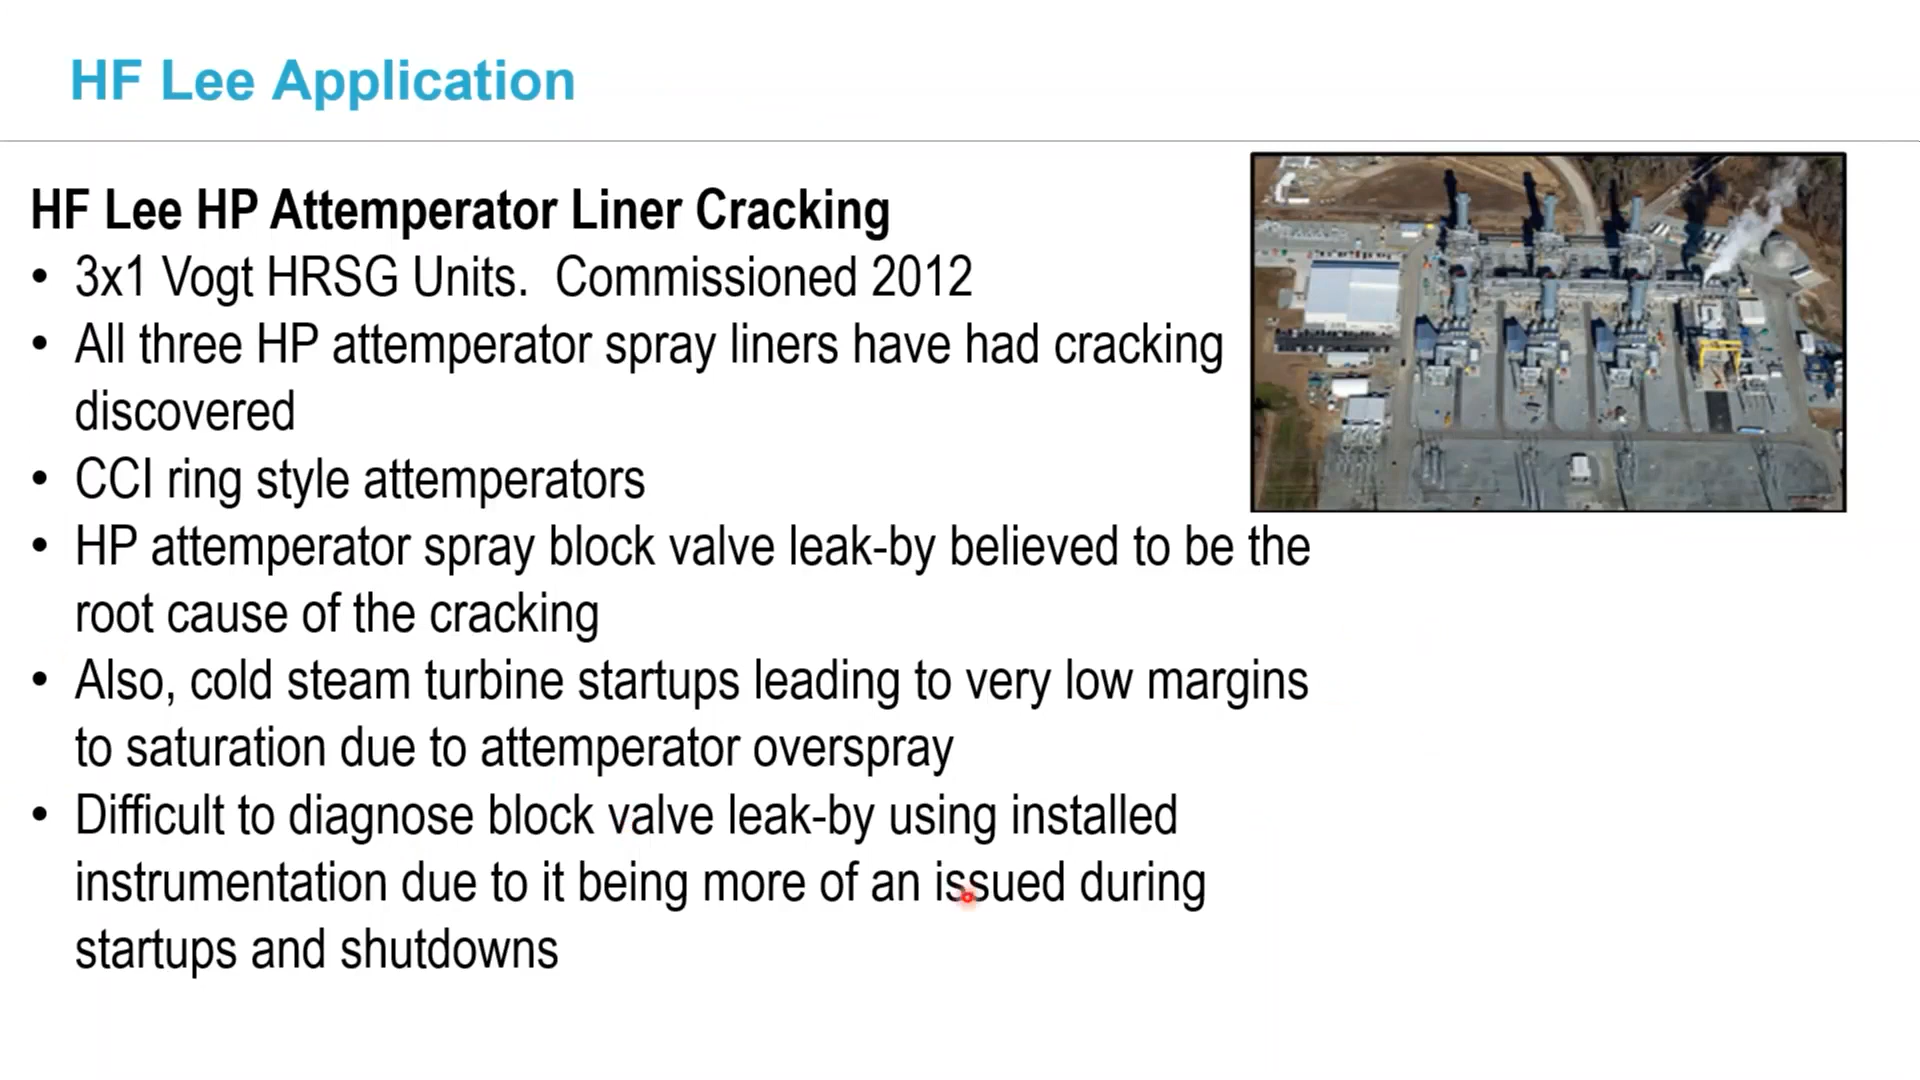 HF Lee Application
HF Lee HP Attemperator Liner Cracking
• 3x1 Vogt HRSG Units.  Commissioned 2012
• All three HP attemperator spray liners have had cracking
discovered
• CCI ring style attemperators
• HP attemperator spray block valve leak-by believed to be the
root cause of the cracking
• Also, cold steam turbine startups leading to very low margins
to saturation due to attemperator overspray
• Difficult to diagnose block valve leak-by using installed
instrumentation due to it being more of an issued during
startups and shutdowns